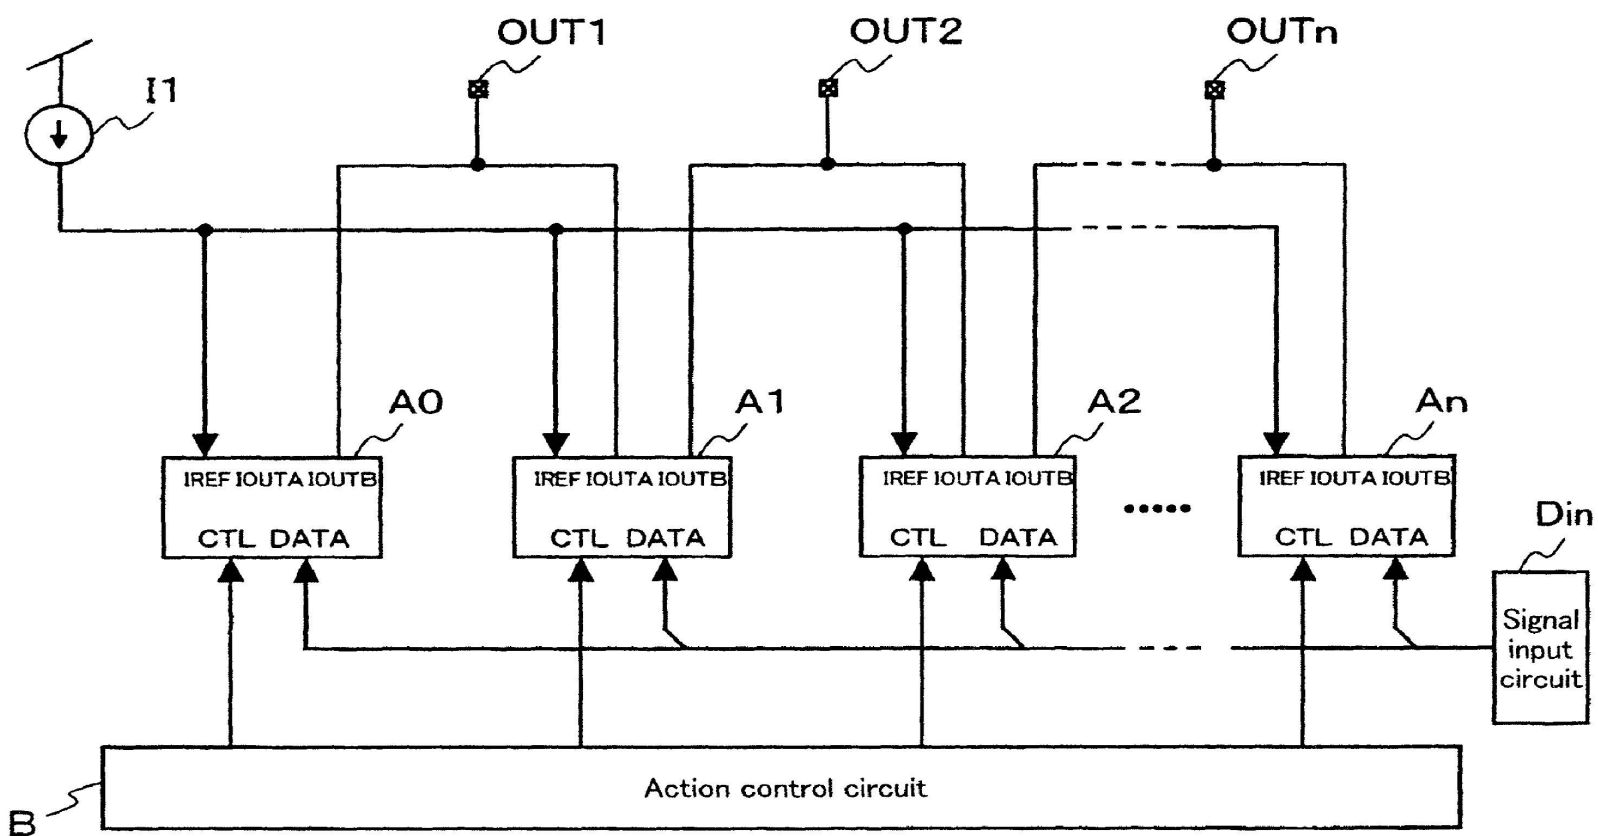 OUT1 OUT2 OUTn
I1
A0 A1 A2 An
IREF IOUTA IOUTB IREF IOUTA IOUTB IREF IOUTA IOUTB IREF IOUTA IOUTB
CTL DATA CTL DATA CTL DATA CTL DATA
Din
Signal
input
circuit
Action control circuit
B